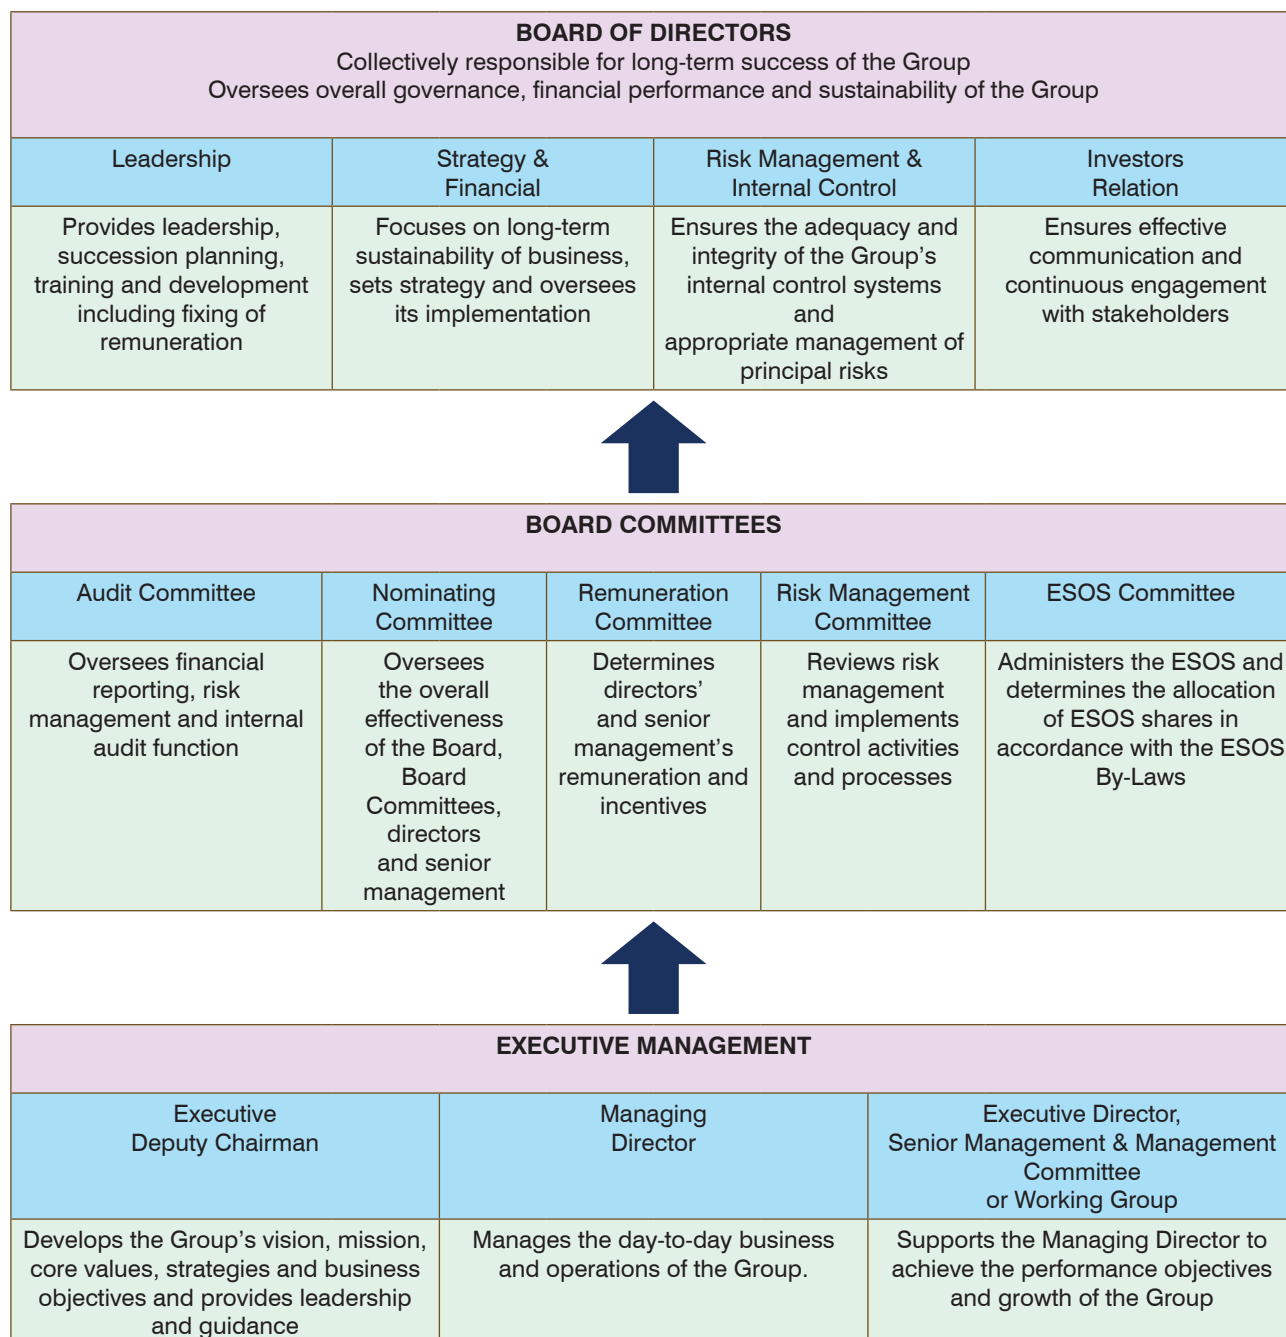 BOARD OF DIRECTORS
Collectively responsible for long-term success of the Group
Oversees overall governance, financial performance and sustainability of the Group
Leadership
Strategy &
Financial
Risk Management &
Internal Control
Investors
Relation
Provides leadership,
succession planning,
training and development
including fixing of
remuneration
Focuses on long-term
sustainability of business,
sets strategy and oversees
its implementation
Ensures the adequacy and
integrity of the Group’s
internal control systems
and
appropriate management of
principal risks
Ensures effective
communication and
continuous engagement
with stakeholders
BOARD COMMITTEES
Audit Committee
Nominating
Committee
Remuneration
Committee
Risk Management
Committee
ESOS Committee
Oversees financial
reporting, risk
management and internal
audit function
Oversees
the overall
effectiveness
of the Board,
Board
Committees,
directors
and senior
management
Determines
directors’
and senior
management’s
remuneration and
incentives
Reviews risk
management
and implements
control activities
and processes
Administers the ESOS and
determines the allocation
of ESOS shares in
accordance with the ESOS
By-Laws
EXECUTIVE MANAGEMENT
Executive
Deputy Chairman
Managing
Director
Executive Director,
Senior Management & Management
Committee
or Working Group
Develops the Group’s vision, mission,
core values, strategies and business
objectives and provides leadership
and guidance
Manages the day-to-day business
and operations of the Group.
Supports the Managing Director to
achieve the performance objectives
and growth of the Group